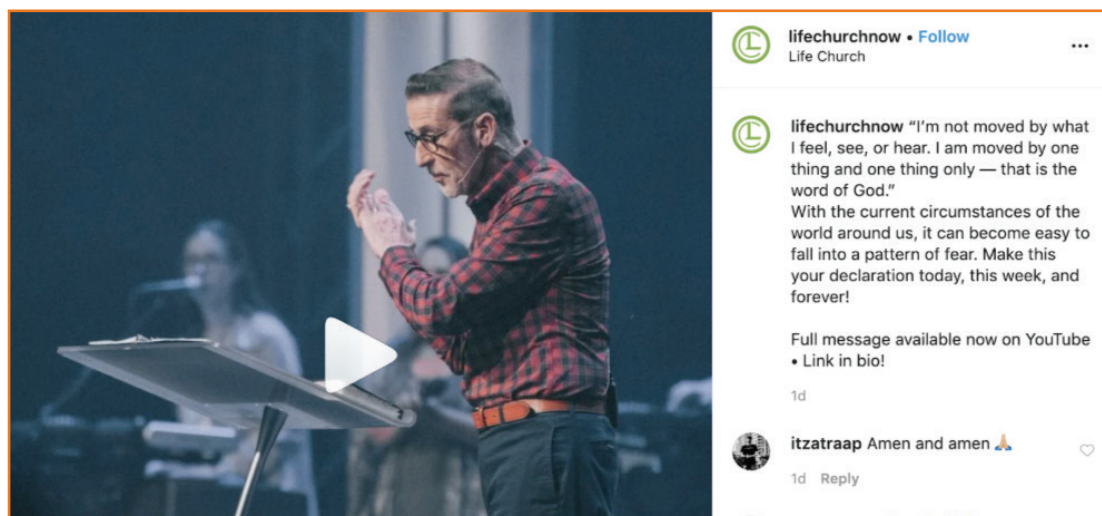 lifechurchnow • Follow
Life Church
lifechurchnow “I’m not moved by what
I feel, see, or hear. I am moved by one
thing and one thing only — that is the
word of God.”
With the current circumstances of the
world around us, it can become easy to
fall into a pattern of fear. Make this
your declaration today, this week, and
forever!
Full message available now on YouTube
• Link in bio!
1d
itzatraap Amen and amen 🙏🏼
1d Reply